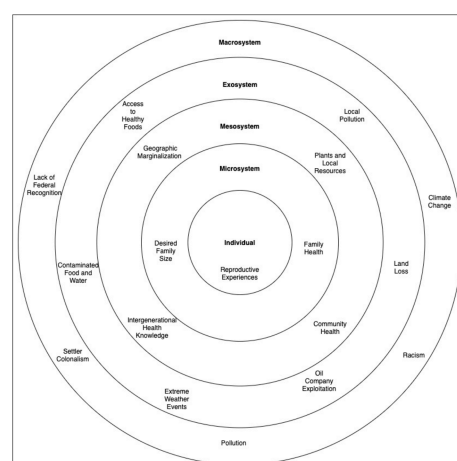 Macrosystem
Exosystem
Access
to
Healthy
Foods
Local
Pollution
Mesosystem
Geographic
Marginalization
Plants and
Local
Resources
Microsystem
Lack of
Federal
Recognition
Climate
Change
Individual
Desired
Family
Size
Family
Health
Reproductive
Experiences
Contaminated
Food and
Water
Land
Loss
Intergenerational
Health
Knowledge
Community
Health
Settler
Colonalism
Racism
Oil
Company
Exploitation
Extreme
Weather
Events
Pollution